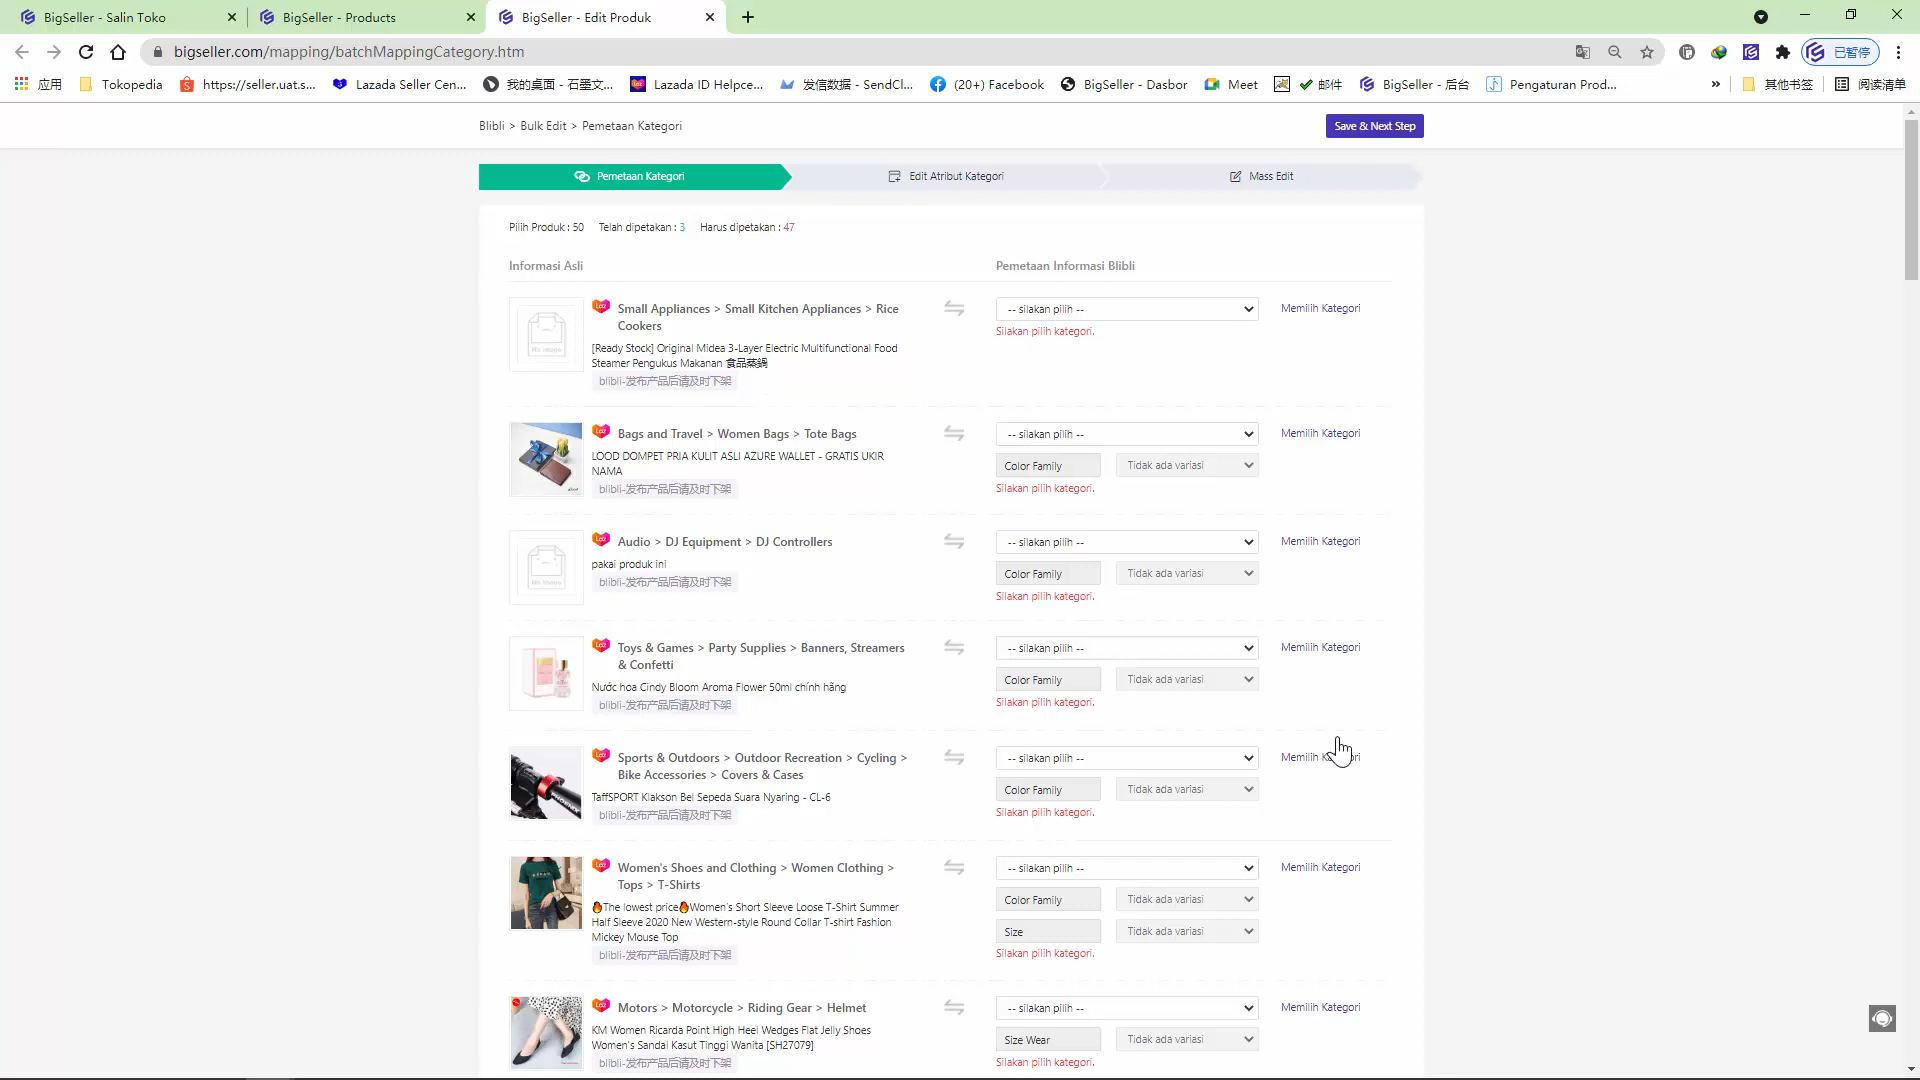 BigSeller - Salin Toko
BigSeller - Products
BigSeller - Edit Produk
bigseller.com/mapping/batchMappingCategory.htm
已暂停
应用
Tokopedia
https://seller.uat.s...
Lazada Seller Cen...
我的桌面 - 石墨文...
Lazada ID Helpce...
发信数据 - SendCl...
(20+) Facebook
BigSeller - Dasbor
Meet
邮件
BigSeller - 后台
Pengaturan Prod...
»
其他书签
阅读清单
Blibli > Bulk Edit > Pemetaan Kategori
Save & Next Step
Pemetaan Kategori
Edit Atribut Kategori
Mass Edit
Pilih Produk : 50 Telah dipetakan : 3 Harus dipetakan : 47
Informasi Asli
Pemetaan Informasi Blibli
Small Appliances > Small Kitchen Appliances > Rice
Cookers
[Ready Stock] Original Midea 3-Layer Electric Multifunctional Food
Steamer Pengukus Makanan 食品蒸鍋
blibli-发布产品后请及时下架
-- silakan pilih --
Memilih Kategori
Silakan pilih kategori.
Bags and Travel > Women Bags > Tote Bags
LOOD DOMPET PRIA KULIT ASLI AZURE WALLET - GRATIS UKIR
NAMA
blibli-发布产品后请及时下架
-- silakan pilih --
Memilih Kategori
Color Family
Tidak ada variasi
Silakan pilih kategori.
Audio > DJ Equipment > DJ Controllers
pakai produk ini
blibli-发布产品后请及时下架
-- silakan pilih --
Memilih Kategori
Color Family
Tidak ada variasi
Silakan pilih kategori.
Toys & Games > Party Supplies > Banners, Streamers
& Confetti
Nước hoa Cindy Bloom Aroma Flower 50ml chính hãng
blibli-发布产品后请及时下架
-- silakan pilih --
Memilih Kategori
Color Family
Tidak ada variasi
Silakan pilih kategori.
Sports & Outdoors > Outdoor Recreation > Cycling >
Bike Accessories > Covers & Cases
TaffSPORT Klakson Bel Sepeda Suara Nyaring - CL-6
blibli-发布产品后请及时下架
-- silakan pilih --
Memilih Kategori
Color Family
Tidak ada variasi
Silakan pilih kategori.
Women's Shoes and Clothing > Women Clothing >
Tops > T-Shirts
🔥The lowest price🔥Women's Short Sleeve Loose T-Shirt Summer
Half Sleeve 2020 New Western-style Round Collar T-shirt Fashion
Mickey Mouse Top
blibli-发布产品后请及时下架
-- silakan pilih --
Memilih Kategori
Color Family
Tidak ada variasi
Size
Tidak ada variasi
Silakan pilih kategori.
Motors > Motorcycle > Riding Gear > Helmet
KM Women Ricarda Point High Heel Wedges Flat Jelly Shoes
Women's Sandal Kasut Tinggi Wanita [SH27079]
blibli-发布产品后请及时下架
-- silakan pilih --
Memilih Kategori
Size Wear
Tidak ada variasi
Silakan pilih kategori.